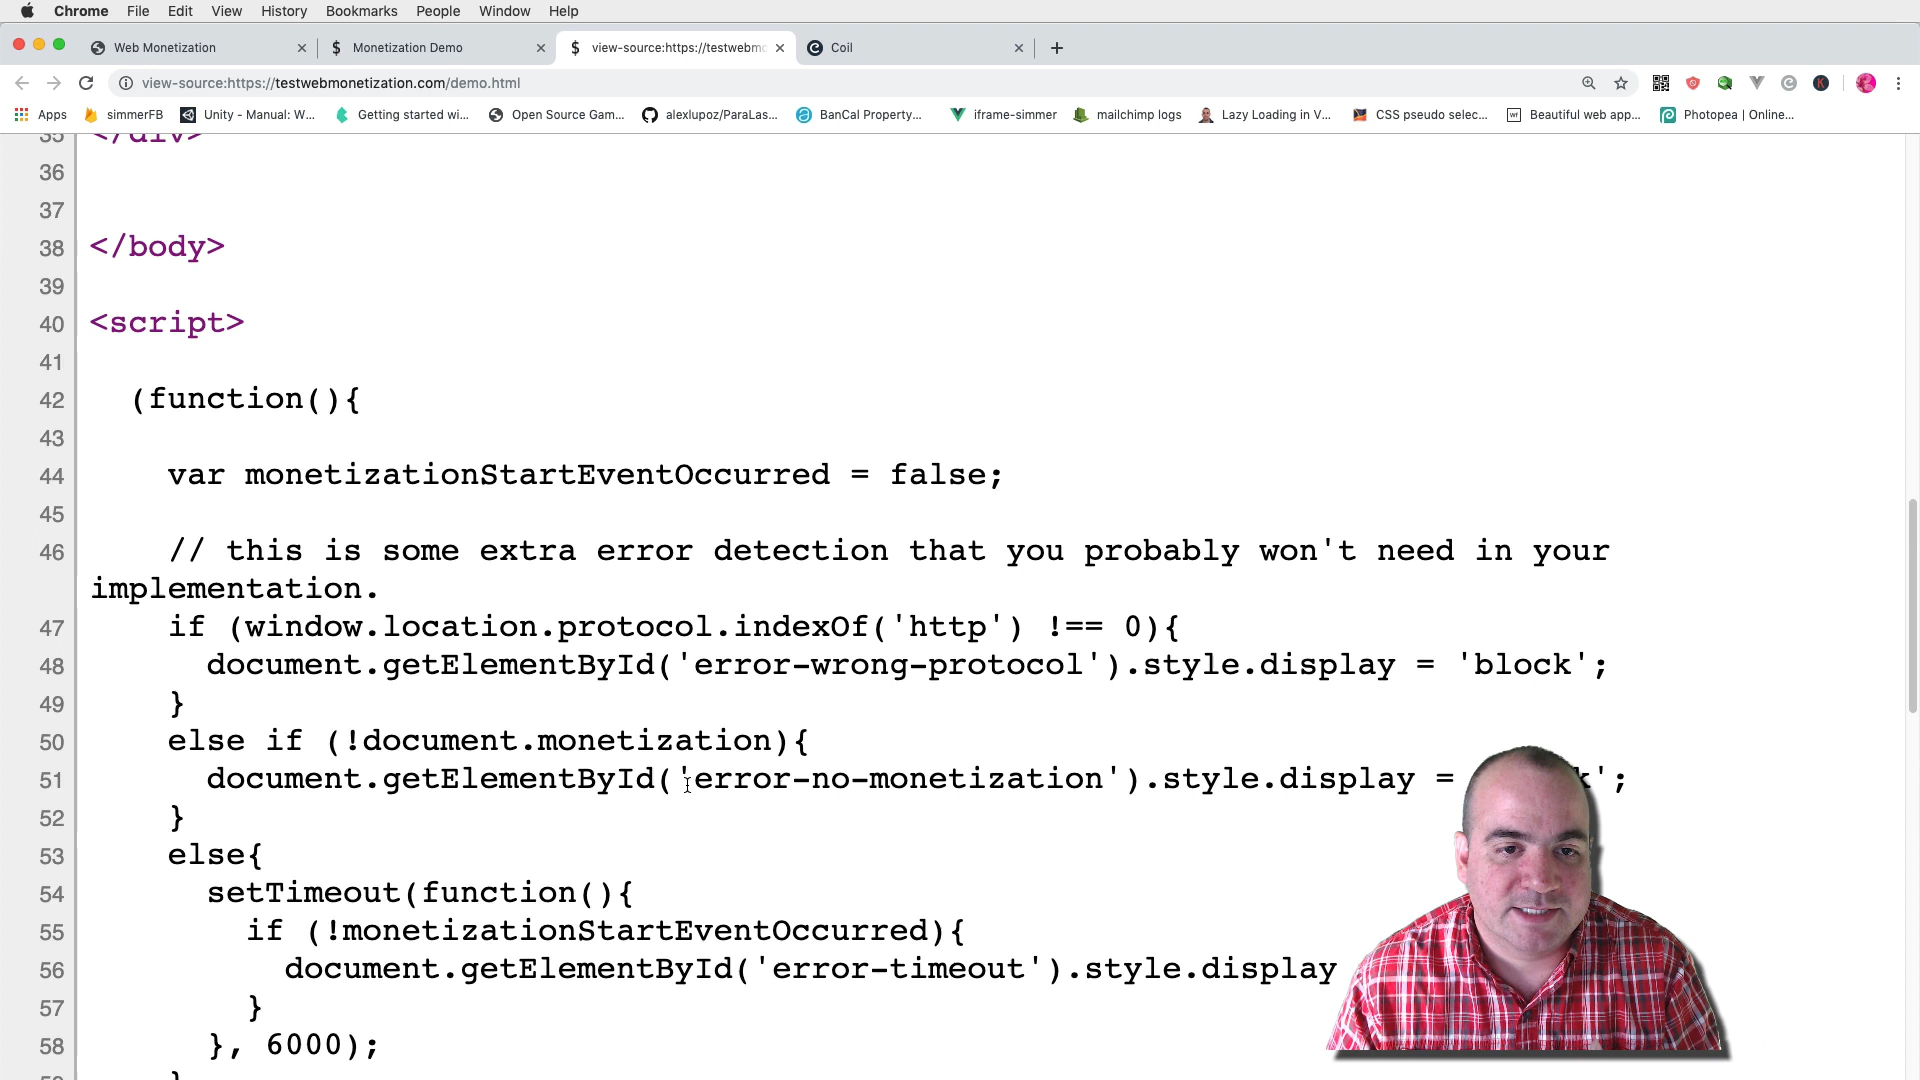 Chrome File Edit View History Bookmarks People Window Help
Web Monetization
$ Monetization Demo
$ view-source:https://testwebmo
Coil
view-source:https://testwebmonetization.com/demo.html
Apps simmerFB Unity - Manual: W... Getting started wi... Open Source Gam... alexlupoz/ParaLas... BanCal Property... iframe-simmer mailchimp logs Lazy Loading in V... CSS pseudo selec... Beautiful web app... Photopea | Online...
35 </div>
36
37
38 </body>
39
40 <script>
41
42 (function(){
43
44 var monetizationStartEventOccurred = false;
45
46 // this is some extra error detection that you probably won't need in your
implementation.
47 if (window.location.protocol.indexOf('http') !== 0){
48 document.getElementById('error-wrong-protocol').style.display = 'block';
49 }
50 else if (!document.monetization){
51 document.getElementById('error-no-monetization').style.display = k';
52 }
53 else{
54 setTimeout(function(){
55 if (!monetizationStartEventOccurred){
56 document.getElementById('error-timeout').style.display
57 }
58 }, 6000);